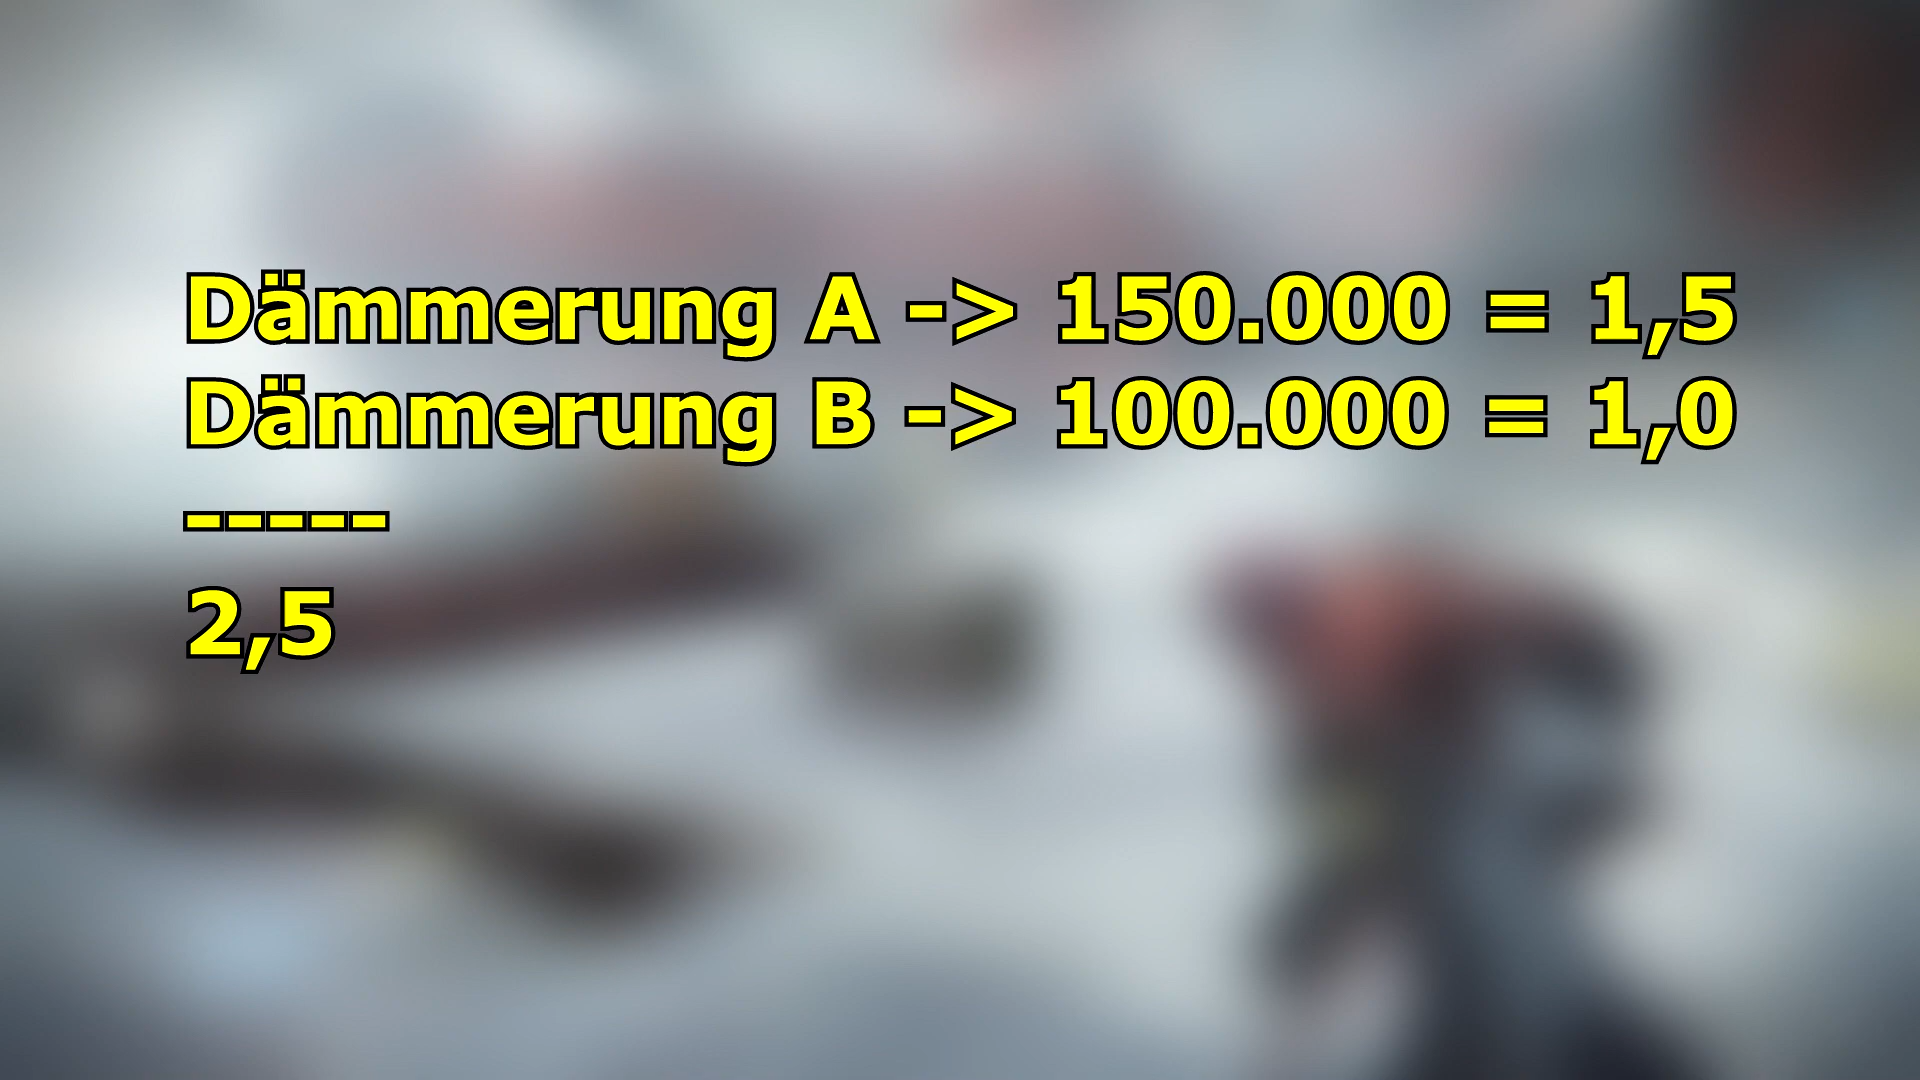 Dämmerung A -> 150.000 = 1,5
Dämmerung B -> 100.000 = 1,0
-----
2,5